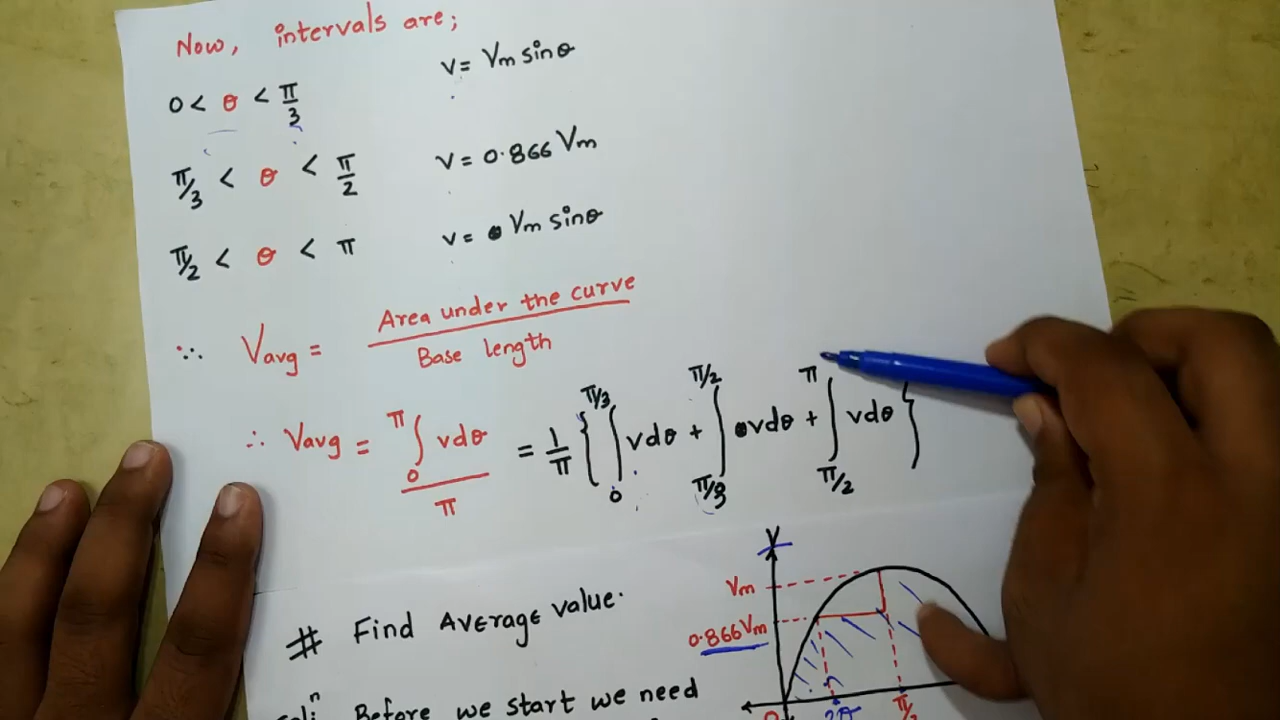 Now, intervals are;
0 < θ < π/3 v = Vm sinθ
π/3 < θ < π/2 v = 0.866 Vm
π/2 < θ < π v = Vm sinθ
∴ Vavg = Area under the curve
Base length
∴ Vavg = ∫₀^π vdθ / π = 1/π { ∫₀^π/3 vdθ + ∫π/3^π/2 vdθ + ∫π/2^π vdθ }
V
# Find Average value.
Vm
0.866Vm
Before we start we need
0
π/2